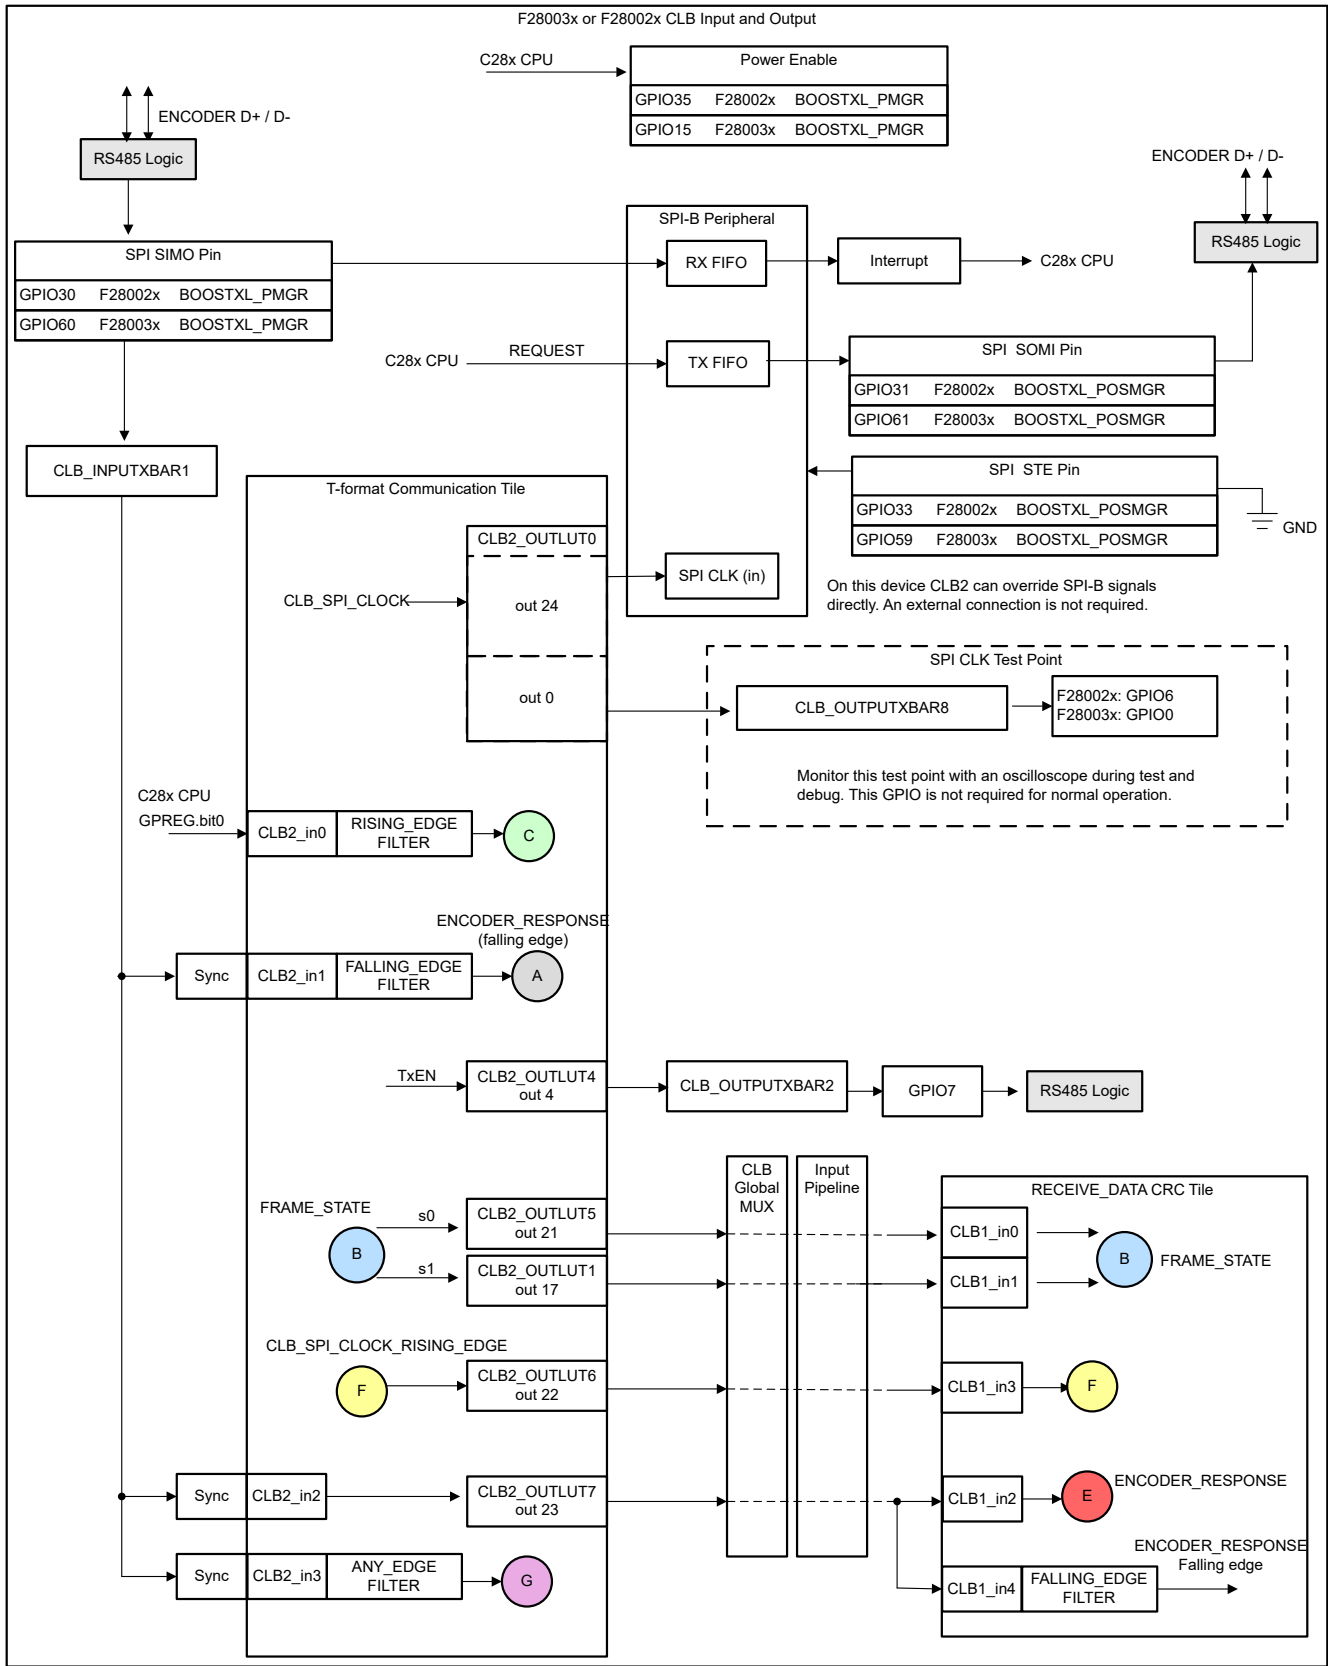 F28003x or F28002x CLB Input and Output
C28x CPU
Power Enable
GPIO35 F28002x BOOSTXL_PMGR
GPIO15 F28003x BOOSTXL_PMGR
ENCODER D+ / D-
RS485 Logic
ENCODER D+ / D-
RS485 Logic
SPI SIMO Pin
GPIO30 F28002x BOOSTXL_PMGR
GPIO60 F28003x BOOSTXL_PMGR
SPI-B Peripheral
RX FIFO
Interrupt
C28x CPU
C28x CPU
REQUEST
TX FIFO
SPI SOMI Pin
GPIO31 F28002x BOOSTXL_POSMGR
GPIO61 F28003x BOOSTXL_POSMGR
CLB_INPUTXBAR1
SPI STE Pin
GPIO33 F28002x BOOSTXL_POSMGR
GPIO59 F28003x BOOSTXL_POSMGR
GND
T-format Communication Tile
CLB2_OUTLUT0
CLB_SPI_CLOCK
out 24
SPI CLK (in)
On this device CLB2 can override SPI-B signals
directly. An external connection is not required.
out 0
SPI CLK Test Point
CLB_OUTPUTXBAR8
F28002x: GPIO6
F28003x: GPIO0
Monitor this test point with an oscilloscope during test and
debug. This GPIO is not required for normal operation.
C28x CPU
GPREG.bit0
CLB2_in0
RISING_EDGE
FILTER
C
ENCODER_RESPONSE
(falling edge)
Sync
CLB2_in1
FALLING_EDGE
FILTER
A
TxEN
CLB2_OUTLUT4
out 4
CLB_OUTPUTXBAR2
GPIO7
RS485 Logic
CLB
Global
MUX
Input
Pipeline
RECEIVE_DATA CRC Tile
FRAME_STATE
B
s0
CLB2_OUTLUT5
out 21
CLB1_in0
s1
CLB2_OUTLUT1
out 17
CLB1_in1
B
FRAME_STATE
CLB_SPI_CLOCK_RISING_EDGE
F
CLB2_OUTLUT6
out 22
CLB1_in3
F
Sync
CLB2_in2
CLB2_OUTLUT7
out 23
CLB1_in2
E
ENCODER_RESPONSE
Sync
CLB2_in3
ANY_EDGE
FILTER
G
CLB1_in4
FALLING_EDGE
FILTER
ENCODER_RESPONSE
Falling edge